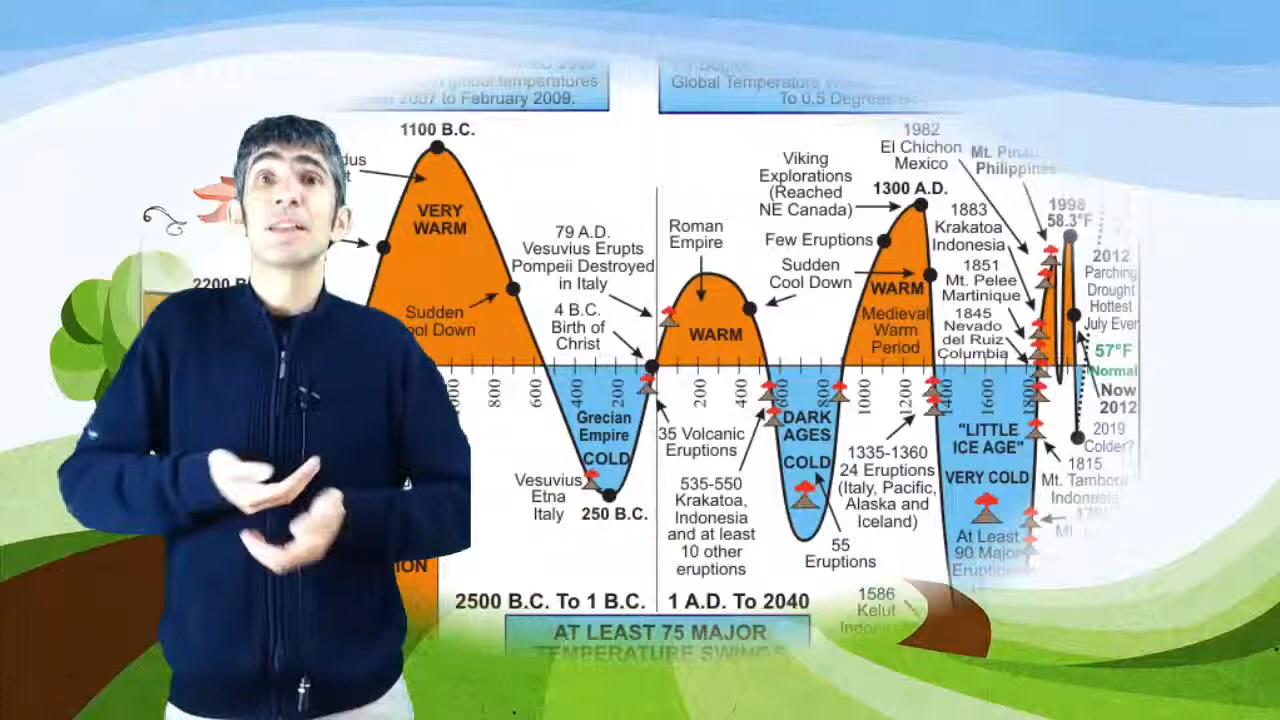 global temperatures
2007 to February 2009.
Global Temperature
To 0.5 Degrees
1100 B.C.
VERY
WARM
2200
Sudden
Cool Down
79 A.D.
Vesuvius Erupts
Pompeii Destroyed
in Italy
4 B.C.
Birth of
Christ
Roman
Empire
WARM
Viking
Explorations
(Reached
NE Canada)
Few Eruptions
Sudden
Cool Down
1982
El Chichon
Mexico
Philippines
1300 A.D.
1883
Krakatoa
Indonesia
1851
Mt. Pelee
Martinique
1845
Nevado
del Ruiz
Columbia
WARM
Medieval
Warm
Period
1998
58.3°F
2012
Parching
Drought
Hottest
July Ever
57°F
Normal
Now
2012
2019
Colder?
800
600
200
400
600
800
1000
1200
1400
1600
1800
Grecian
Empire
COLD
Vesuvius
Etna
Italy
250 B.C.
35 Volcanic
Eruptions
535-550
Krakatoa,
Indonesia
and at least
10 other
eruptions
DARK
AGES
COLD
55
Eruptions
1335-1360
24 Eruptions
(Italy, Pacific,
Alaska and
Iceland)
"LITTLE
ICE AGE"
VERY COLD
At Least
90 Major
Eruptions
1815
Mt. Tambora
Indonesia
1586
Kelut
2500 B.C. To 1 B.C.
1 A.D. To 2040
AT LEAST 75 MAJOR
TEMPERATURE SWINGS